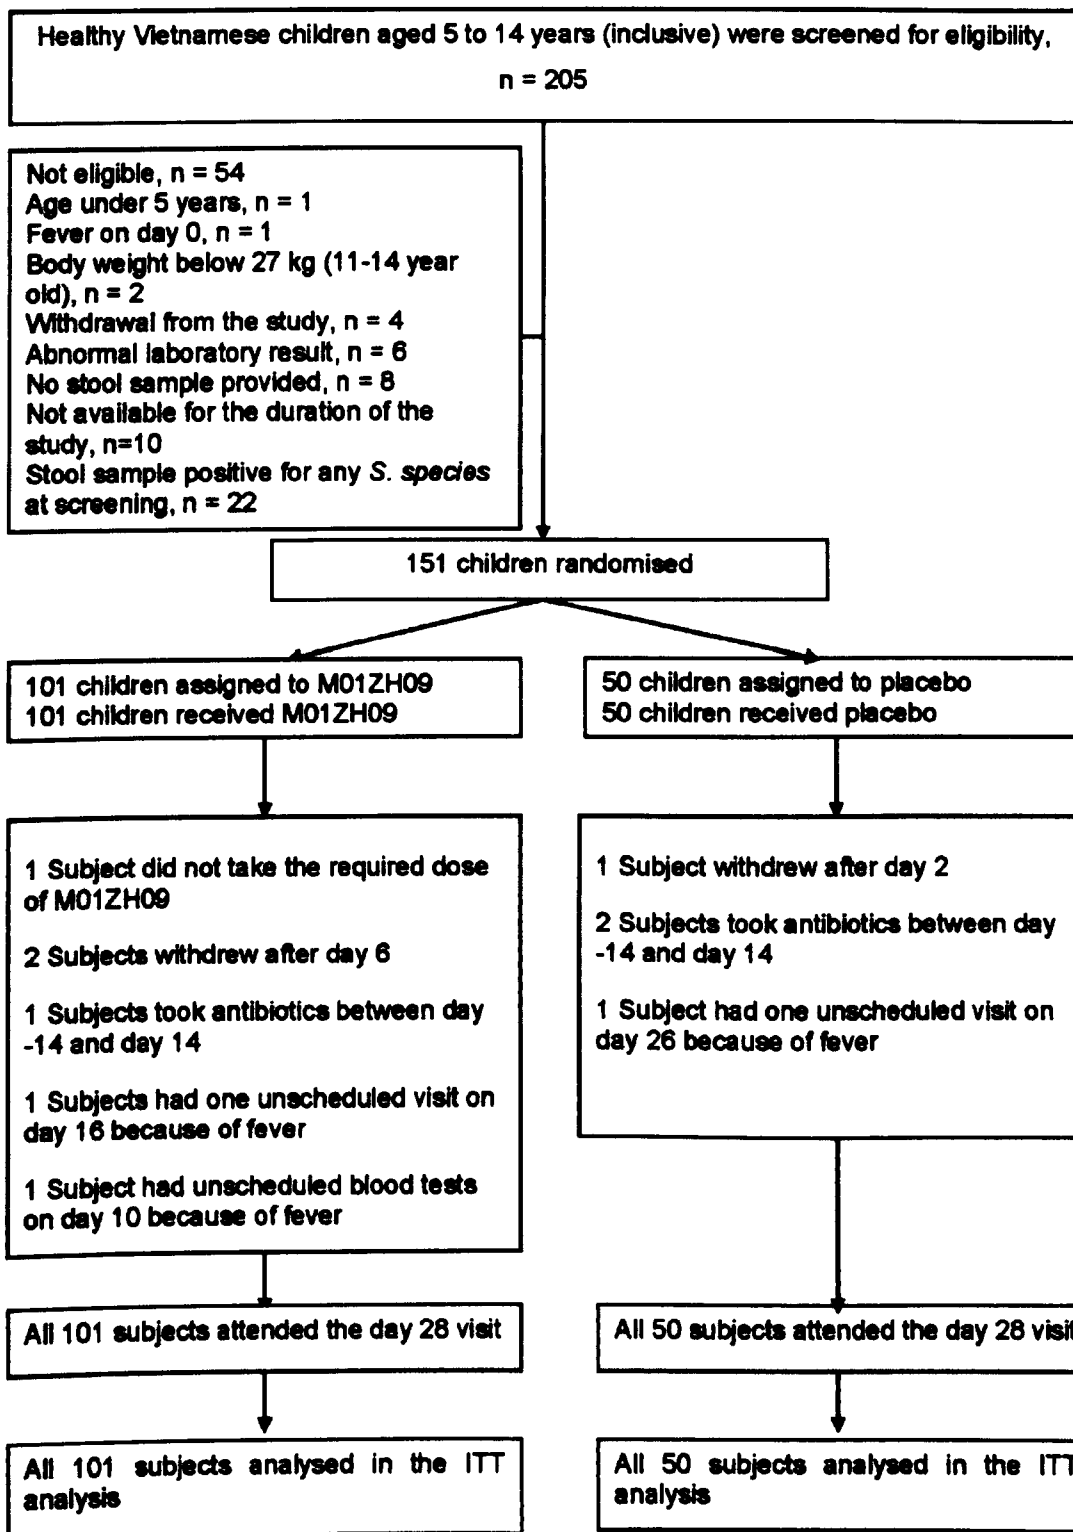 Healthy Vietnamese children aged 5 to 14 years (inclusive) were screened for eligibility,
n = 205
Not eligible, n = 54
Age under 5 years, n = 1
Fever on day 0, n = 1
Body weight below 27 kg (11-14 year
old), n = 2
Withdrawal from the study, n = 4
Abnormal laboratory result, n = 6
No stool sample provided, n = 8
Not available for the duration of the
study, n=10
Stool sample positive for any S. species
at screening, n = 22
151 children randomised
101 children assigned to M01ZH09
101 children received M01ZH09
50 children assigned to placebo
50 children received placebo
1 Subject did not take the required dose
of M01ZH09
2 Subjects withdrew after day 6
1 Subjects took antibiotics between day
-14 and day 14
1 Subjects had one unscheduled visit on
day 16 because of fever
1 Subject had unscheduled blood tests
on day 10 because of fever
1 Subject withdrew after day 2
2 Subjects took antibiotics between day
-14 and day 14
1 Subject had one unscheduled visit on
day 26 because of fever
All 101 subjects attended the day 28 visit
All 50 subjects attended the day 28 visit
All 101 subjects analysed in the ITT
analysis
All 50 subjects analysed in the ITT
analysis